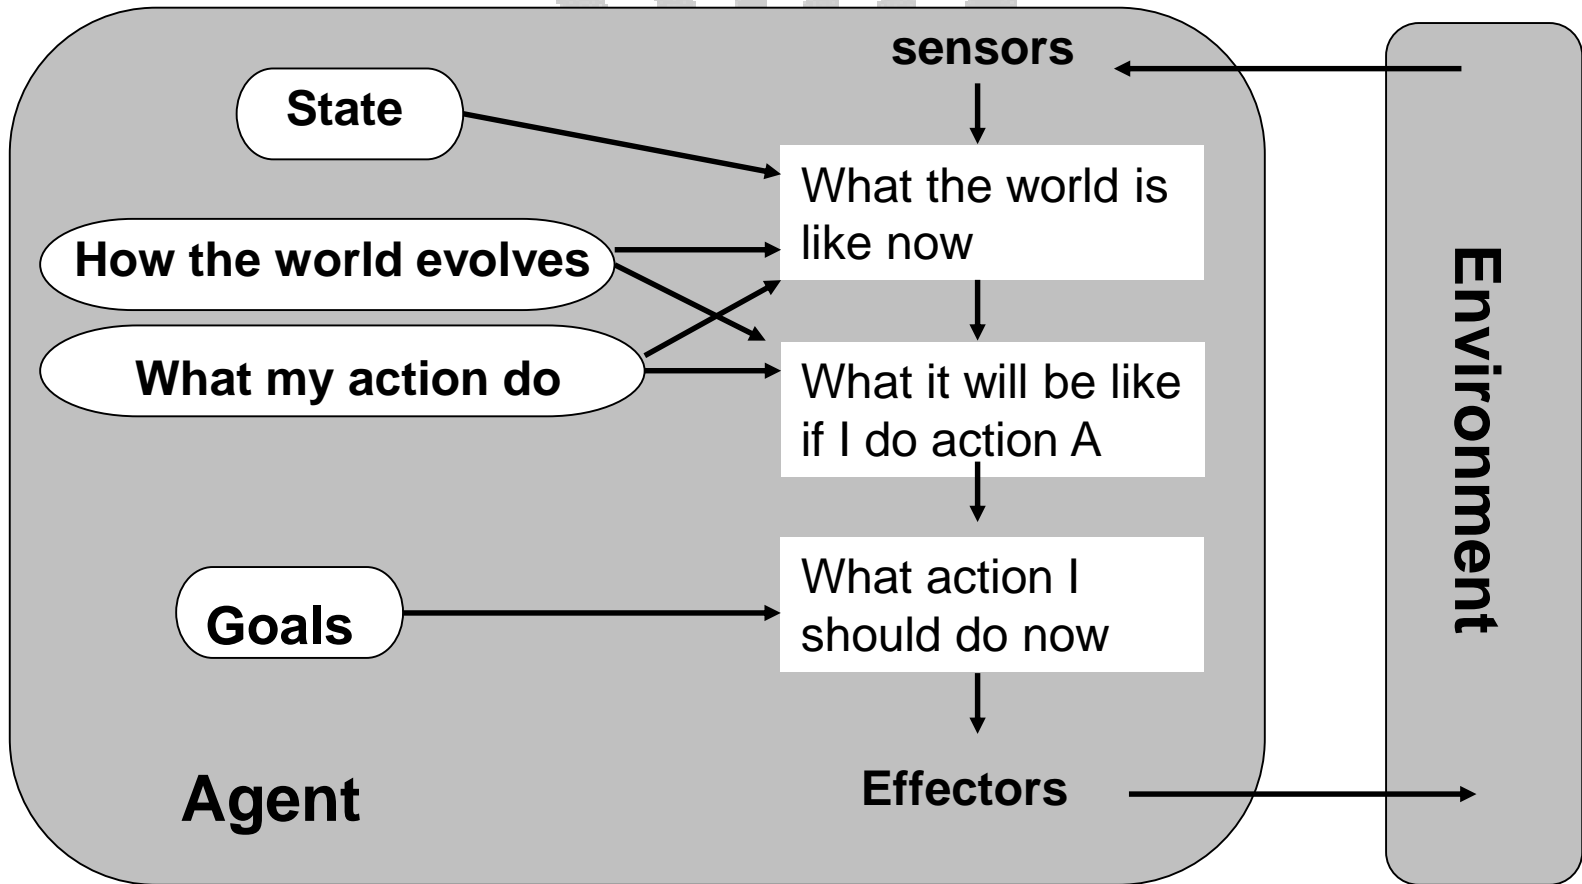 sensors
State
What the world is
like now
How the world evolves
What my action do
What it will be like
if I do action A
Goals
What action I
should do now
Agent
Effectors
Environment